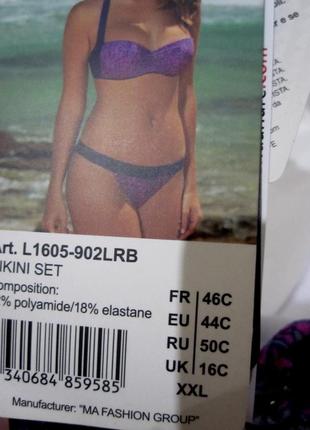 Art. L1605-902LRB
BIKINI SET
composition:
2% polyamide/18% elastane
FR 46C
EU 44C
RU 50C
UK 16C
XXL
340684 859585
Manufacturer: "MA FASHION GROUP"